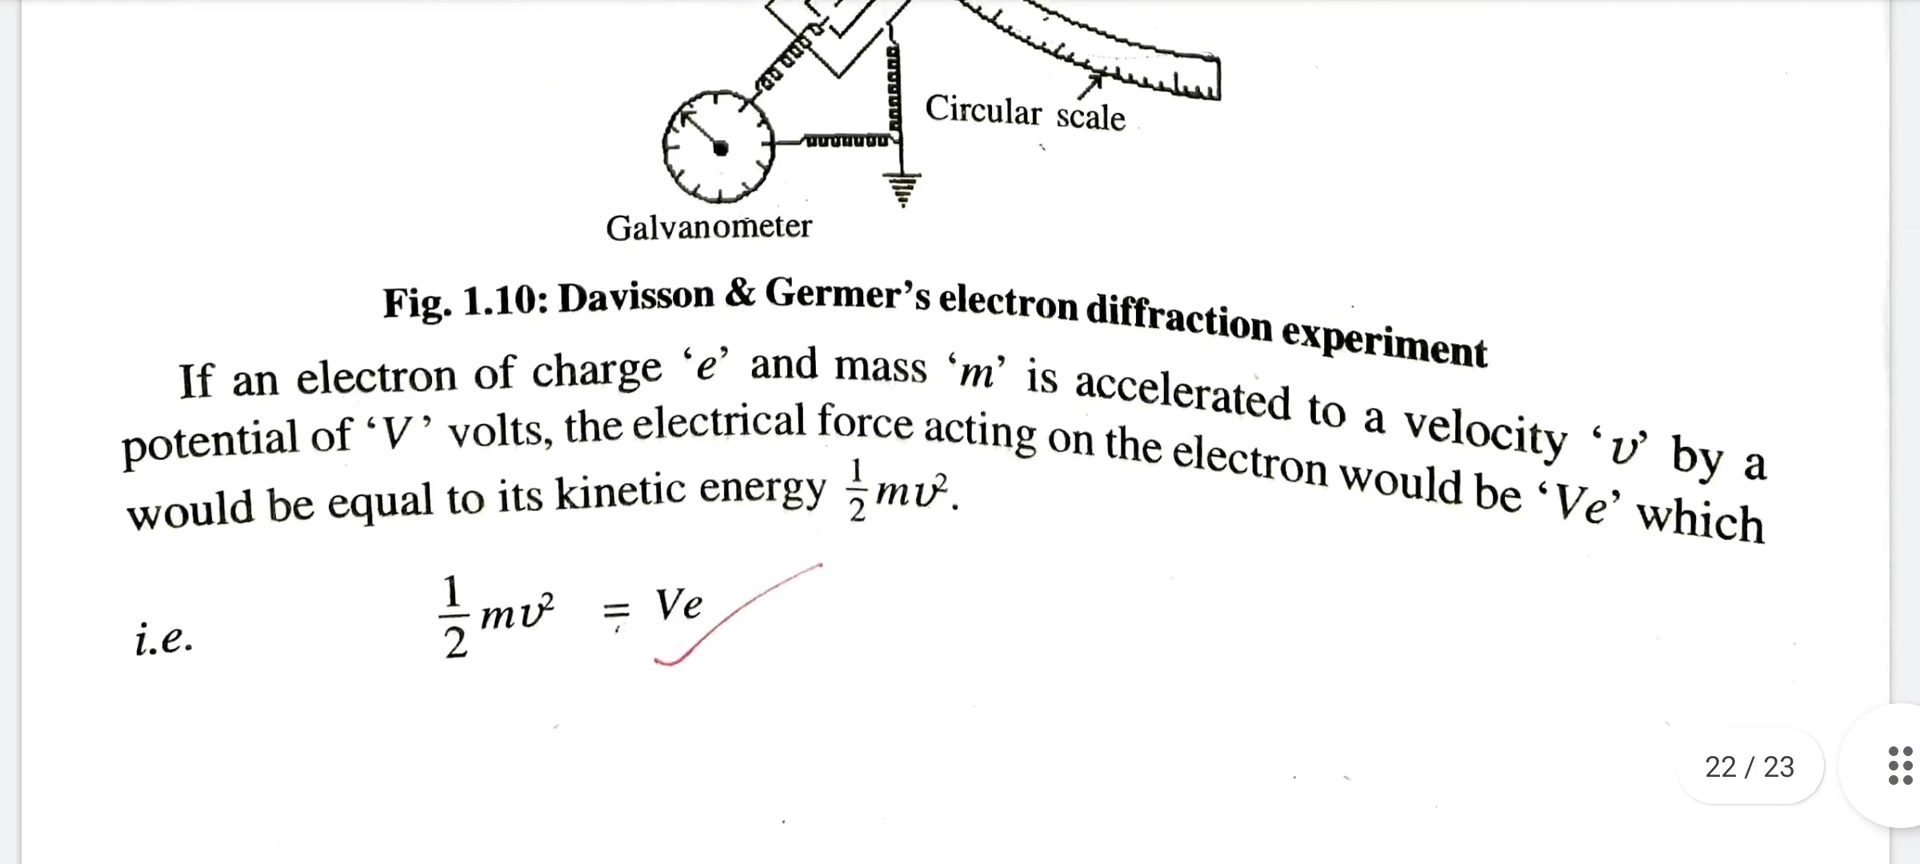 Circular scale
Galvanometer
Fig. 1.10: Davisson & Germer's electron diffraction experiment
If an electron of charge ‘e’ and mass ‘m’ is accelerated to a velocity ‘v’ by a
potential of ‘V’ volts, the electrical force acting on the electron would be ‘Ve’ which
would be equal to its kinetic energy ½mv².
i.e. ½mv² = Ve
22 / 23